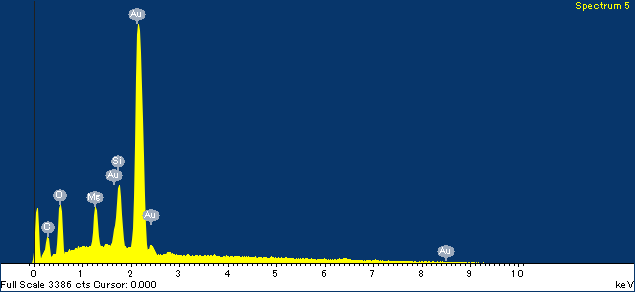 Spectrum 5
Au
Si
Au
O
Mg
C
Au
Au
0 1 2 3 4 5 6 7 8 9 10
Full Scale 3386 cts Cursor: 0.000 keV